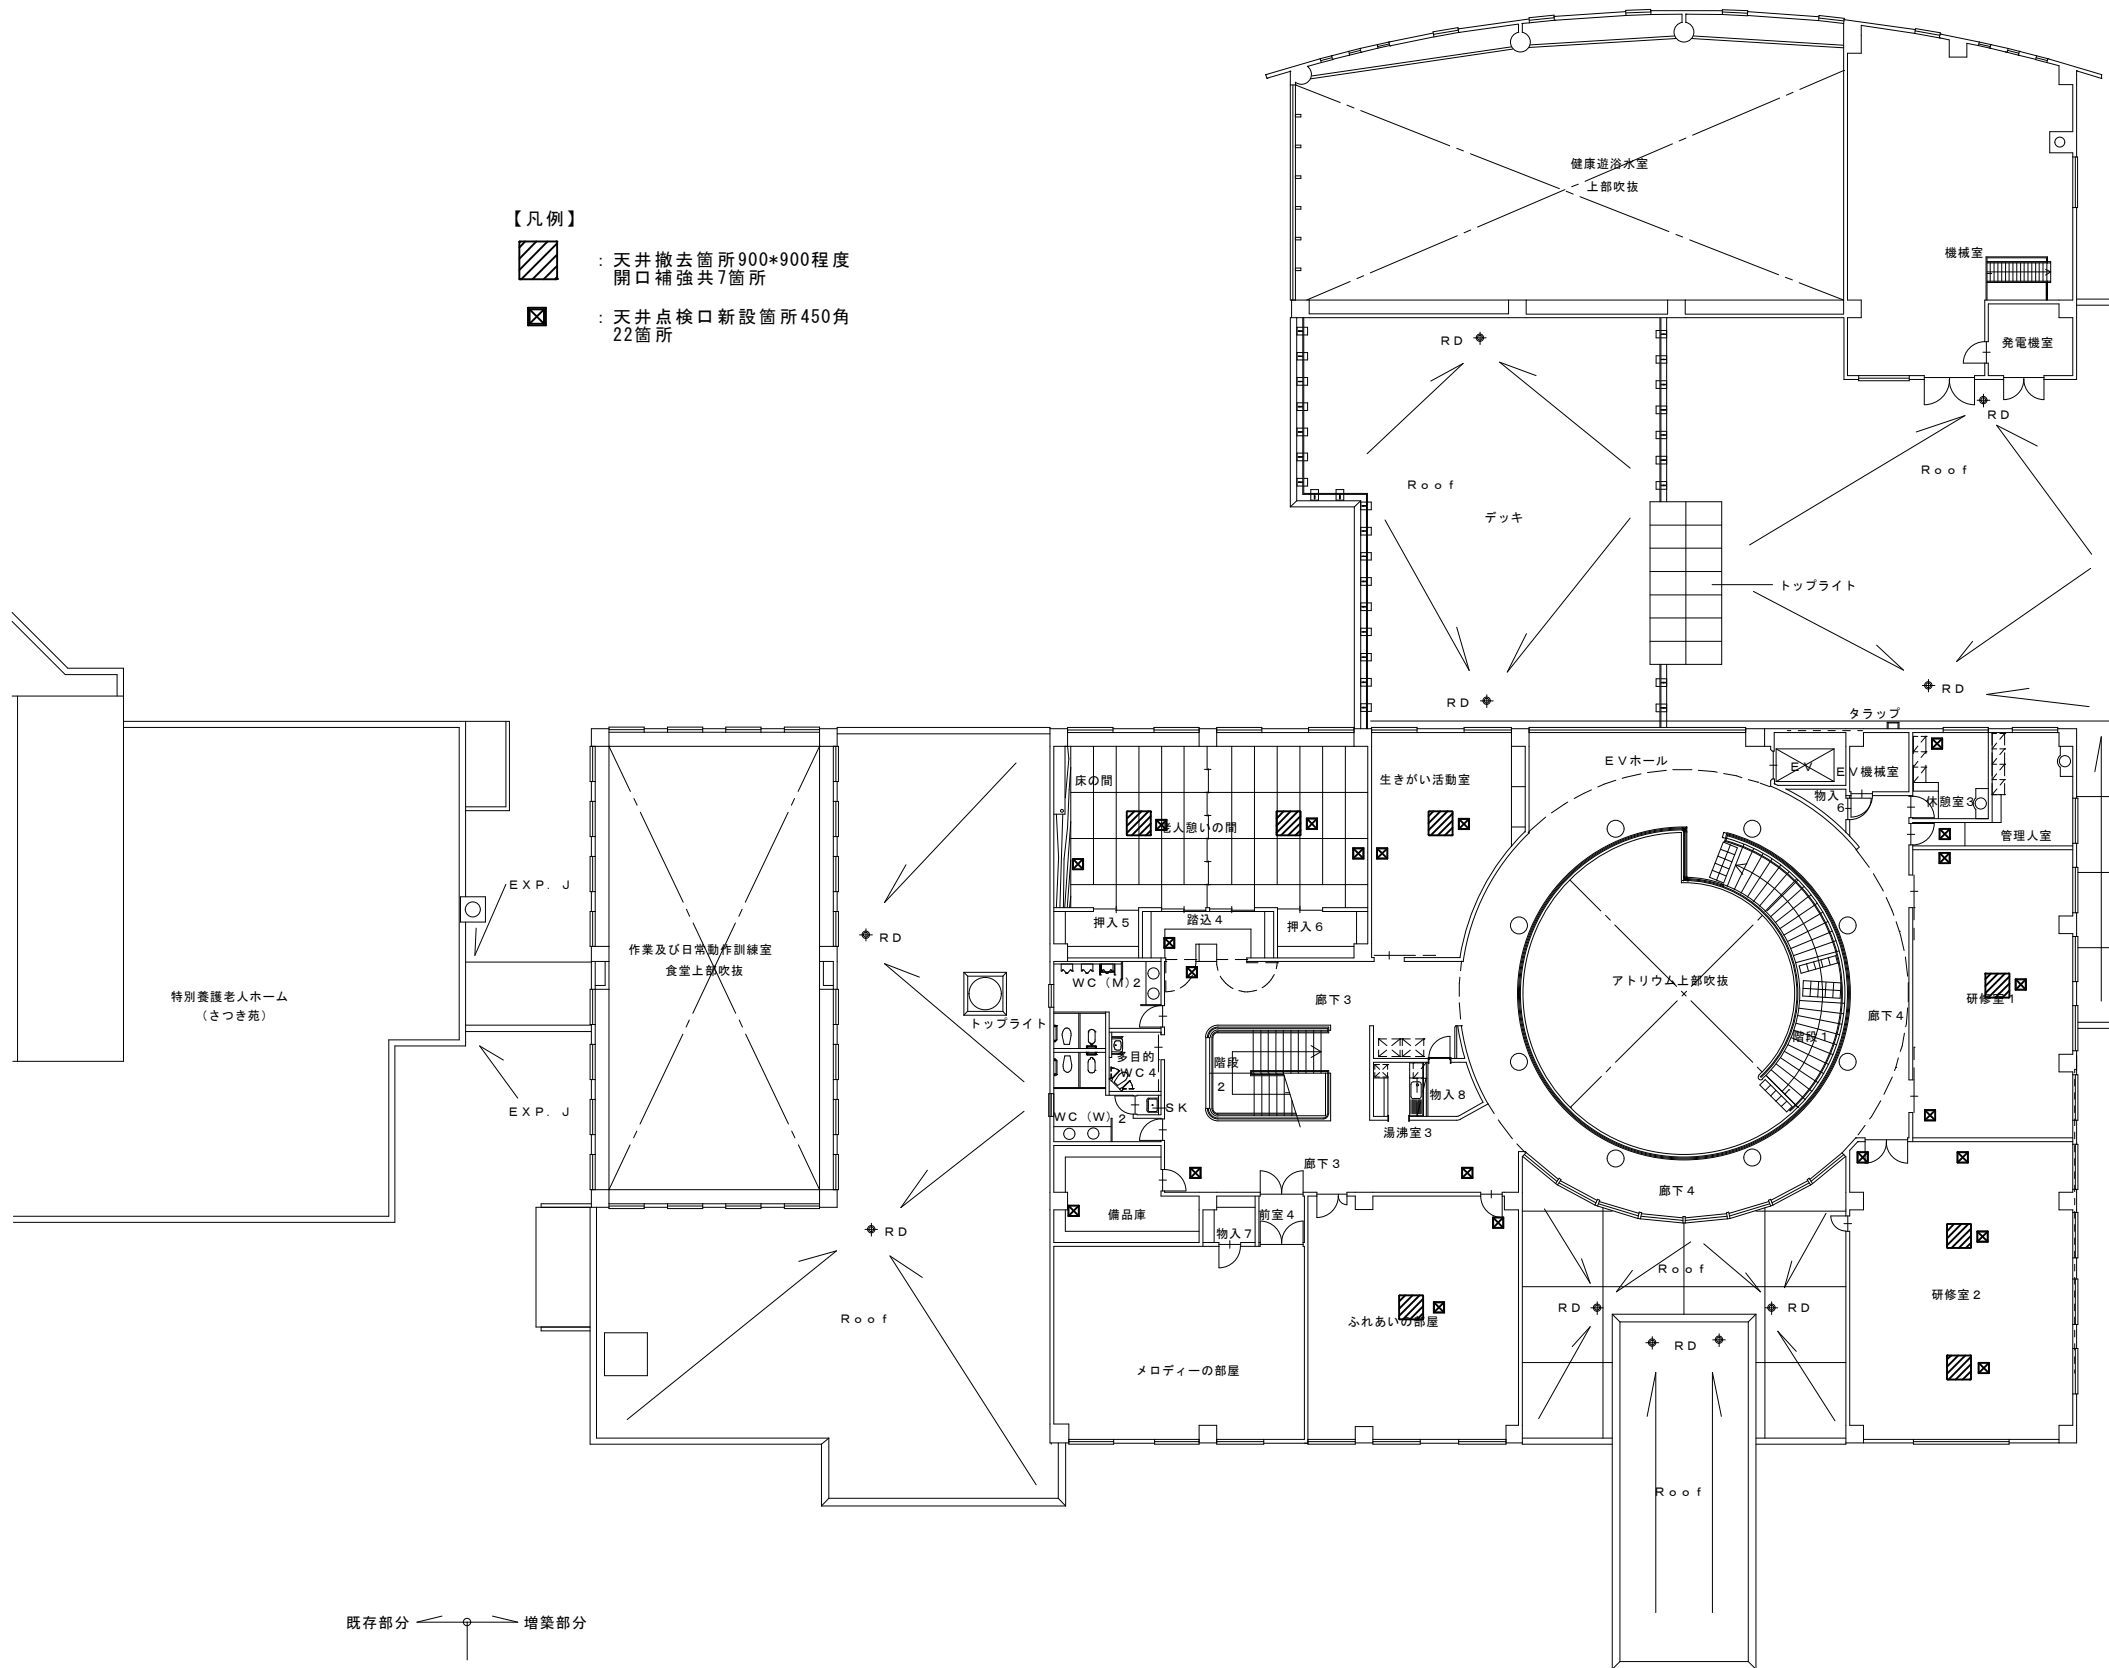 【凡例】
：天井撤去箇所900*900程度
開口補強共7箇所
：天井点検口新設箇所450角
22箇所
健康遊浴水室
上部吹抜
機械室
発電機室
RD
RD
Roof
Roof
デッキ
トップライト
RD
RD
タラップ
EVホール
EV
EV機械室
物入
6
休憩室3
管理人室
床の間
老人憩いの間
生きがい活動室
押入5
踏込4
押入6
EXP. J
EXP. J
特別養護老人ホーム
（さつき苑）
作業及び日常動作訓練室
食堂上部吹抜
RD
トップライト
WC（M）2
多目的
WC4
WC（W）2
SK
廊下3
階段
2
物入8
湯沸室3
廊下3
アトリウム上部吹抜
階段1
廊下4
研修室1
廊下4
備品庫
物入7
前室4
RD
Roof
メロディーの部屋
ふれあいの部屋
Roof
RD
RD
RD
研修室2
Roof
既存部分
増築部分